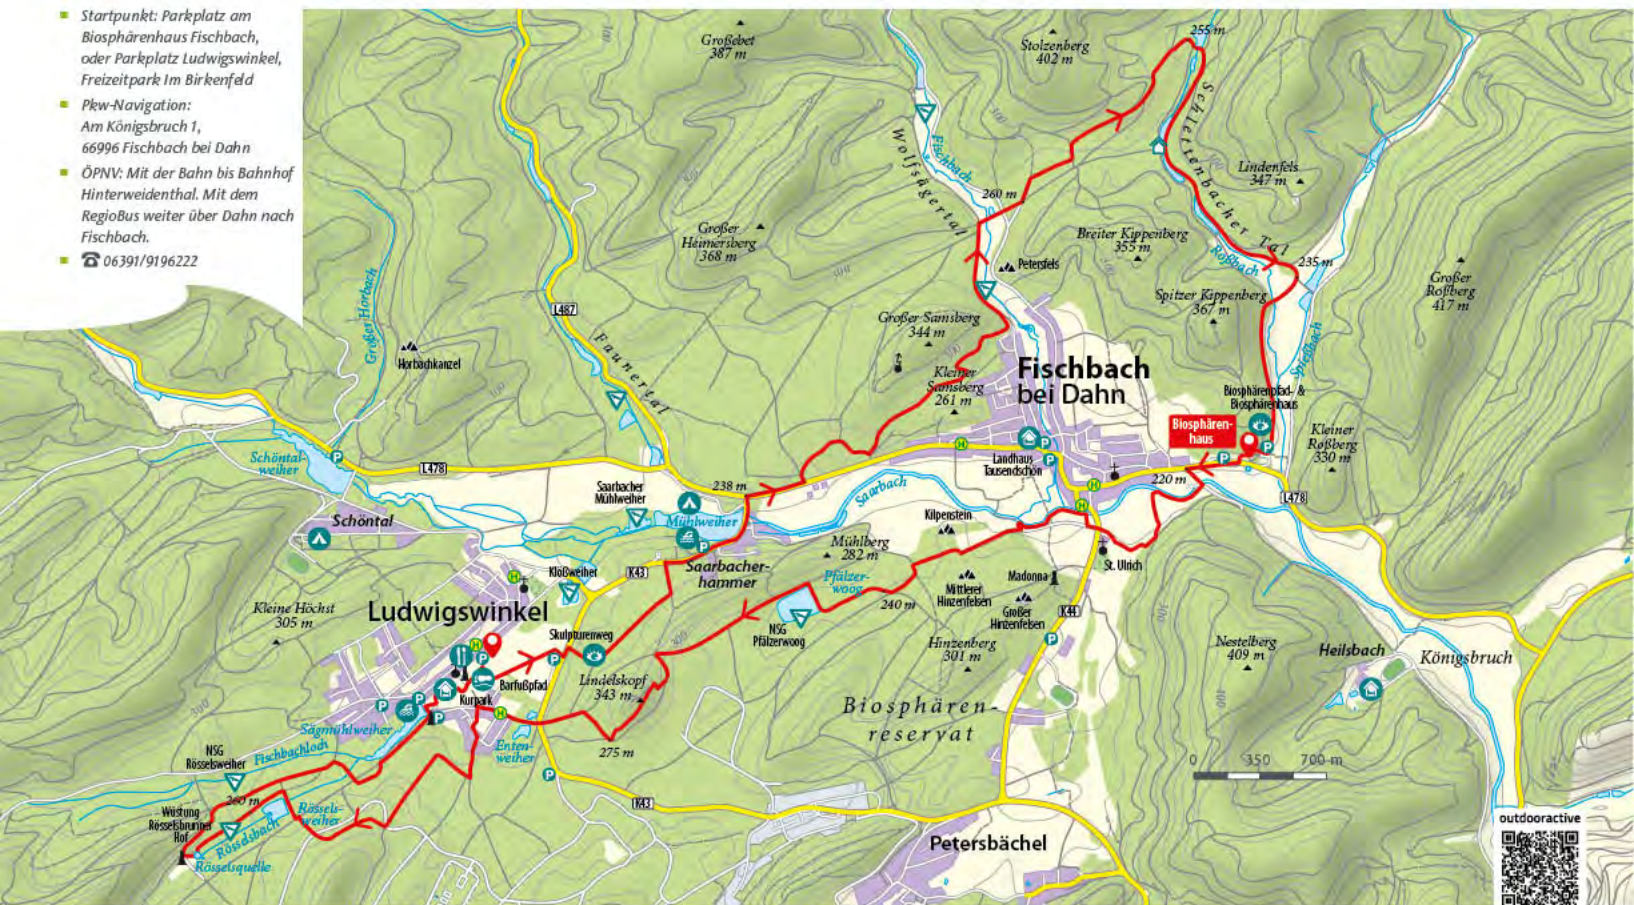 Startpunkt: Parkplatz am
Biosphärenhaus Fischbach,
oder Parkplatz Ludwigswinkel,
Freizeitpark Im Birkenfeld
Pkw-Navigation:
Am Königsbruch 1,
66996 Fischbach bei Dahn
ÖPNV: Mit der Bahn bis Bahnhof
Hinterweidenthal. Mit dem
RegioBus weiter über Dahn nach
Fischbach.
06391/9196222
Großebet
387 m
Stolzenberg
402 m
255 m
Schlettenbacher Tal
Wolfsägertal
Fischbach
260 m
Lindenfels
347 m
Großer
Heimersberg
368 m
Breiter Kippenberg
355 m
Roßbach
235 m
Petersfels
Spitzer Kippenberg
367 m
Großer
Roßberg
417 m
Großer Horbach
L487
Großer Samsberg
344 m
Horbachkanzel
Faunertal
Kleiner
Samsberg
261 m
Fischbach
bei Dahn
Spießbach
Biosphärenpfad- &
Biosphärenhaus
Biosphären-
haus
Kleiner
Roßberg
330 m
Schöntal-
weiher
L478
Landhaus
Tausendschön
220 m
L478
238 m
Saarbacher
Mühlweiher
Saarbach
Schöntal
Mühlweiher
Kilpenstein
Mühlberg
282 m
Saarbacher-
hammer
Klößweiher
K43
Pfälzer-
woog
240 m
Mittlerer
Hinzenfelsen
Madonna
St. Ulrich
Großer
Hinzenfelsen
K44
Kleine Höchst
305 m
Ludwigswinkel
Skulpturenweg
300
NSG
Pfälzerwoog
Hinzenberg
301 m
Nestelberg
409 m
Heilsbach
Königsbruch
Lindelskopf
343 m
Barfußpfad
Kurpark
Biosphären-
reservat
Sägmühlweiher
Fischbachloch
Enten-
weiher
275 m
NSG
Rösselsweiher
0 350 700 m
260 m
Rössels-
weiher
K43
Wüstung
Rösselsbrunner
Hof
Rösselsbach
Rösselsquelle
Petersbächel
outdooractive